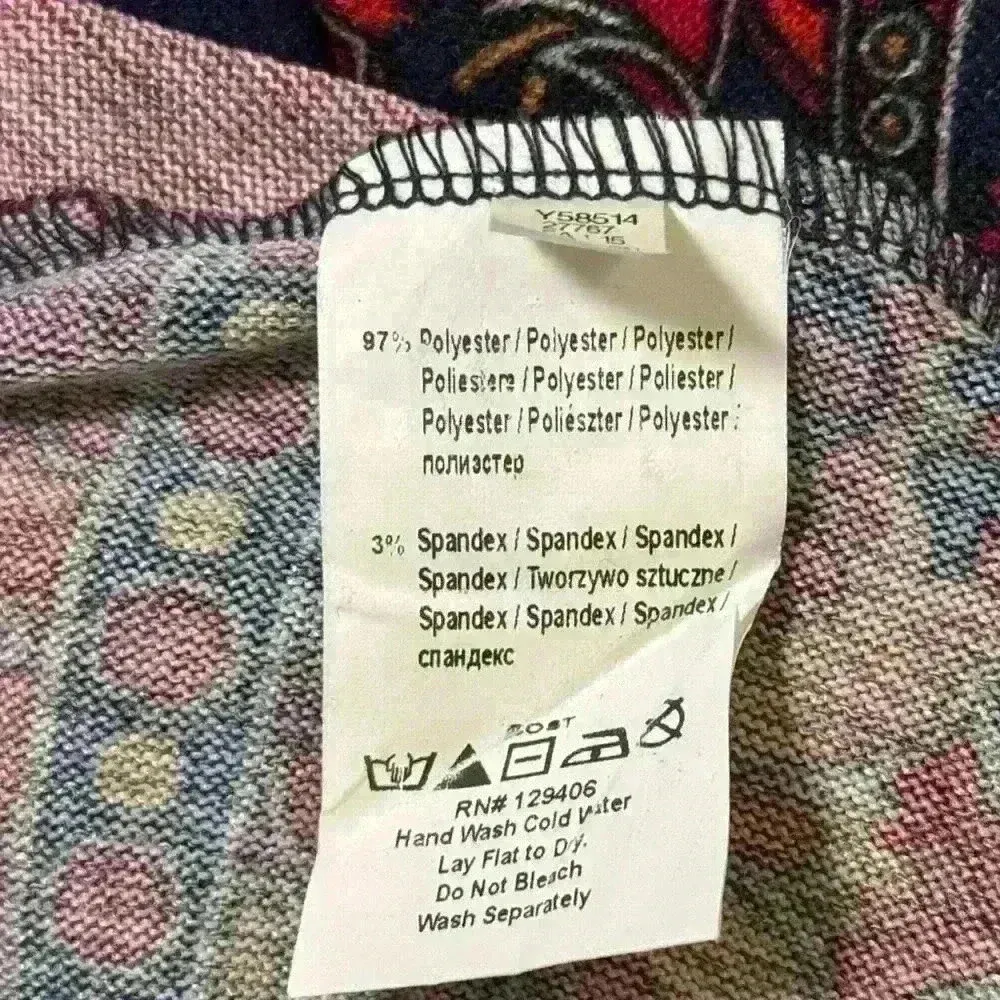 Y58514
27767
97% Polyester / Polyester / Polyester /
Poliestere / Polyester / Poliester /
Polyester / Poliészter / Polyester /
полиэстер
3% Spandex / Spandex / Spandex /
Spandex / Tworzywo sztuczne /
Spandex / Spandex / Spandex /
спандекс
RN# 129406
Hand Wash Cold Water
Lay Flat to Dry.
Do Not Bleach
Wash Separately